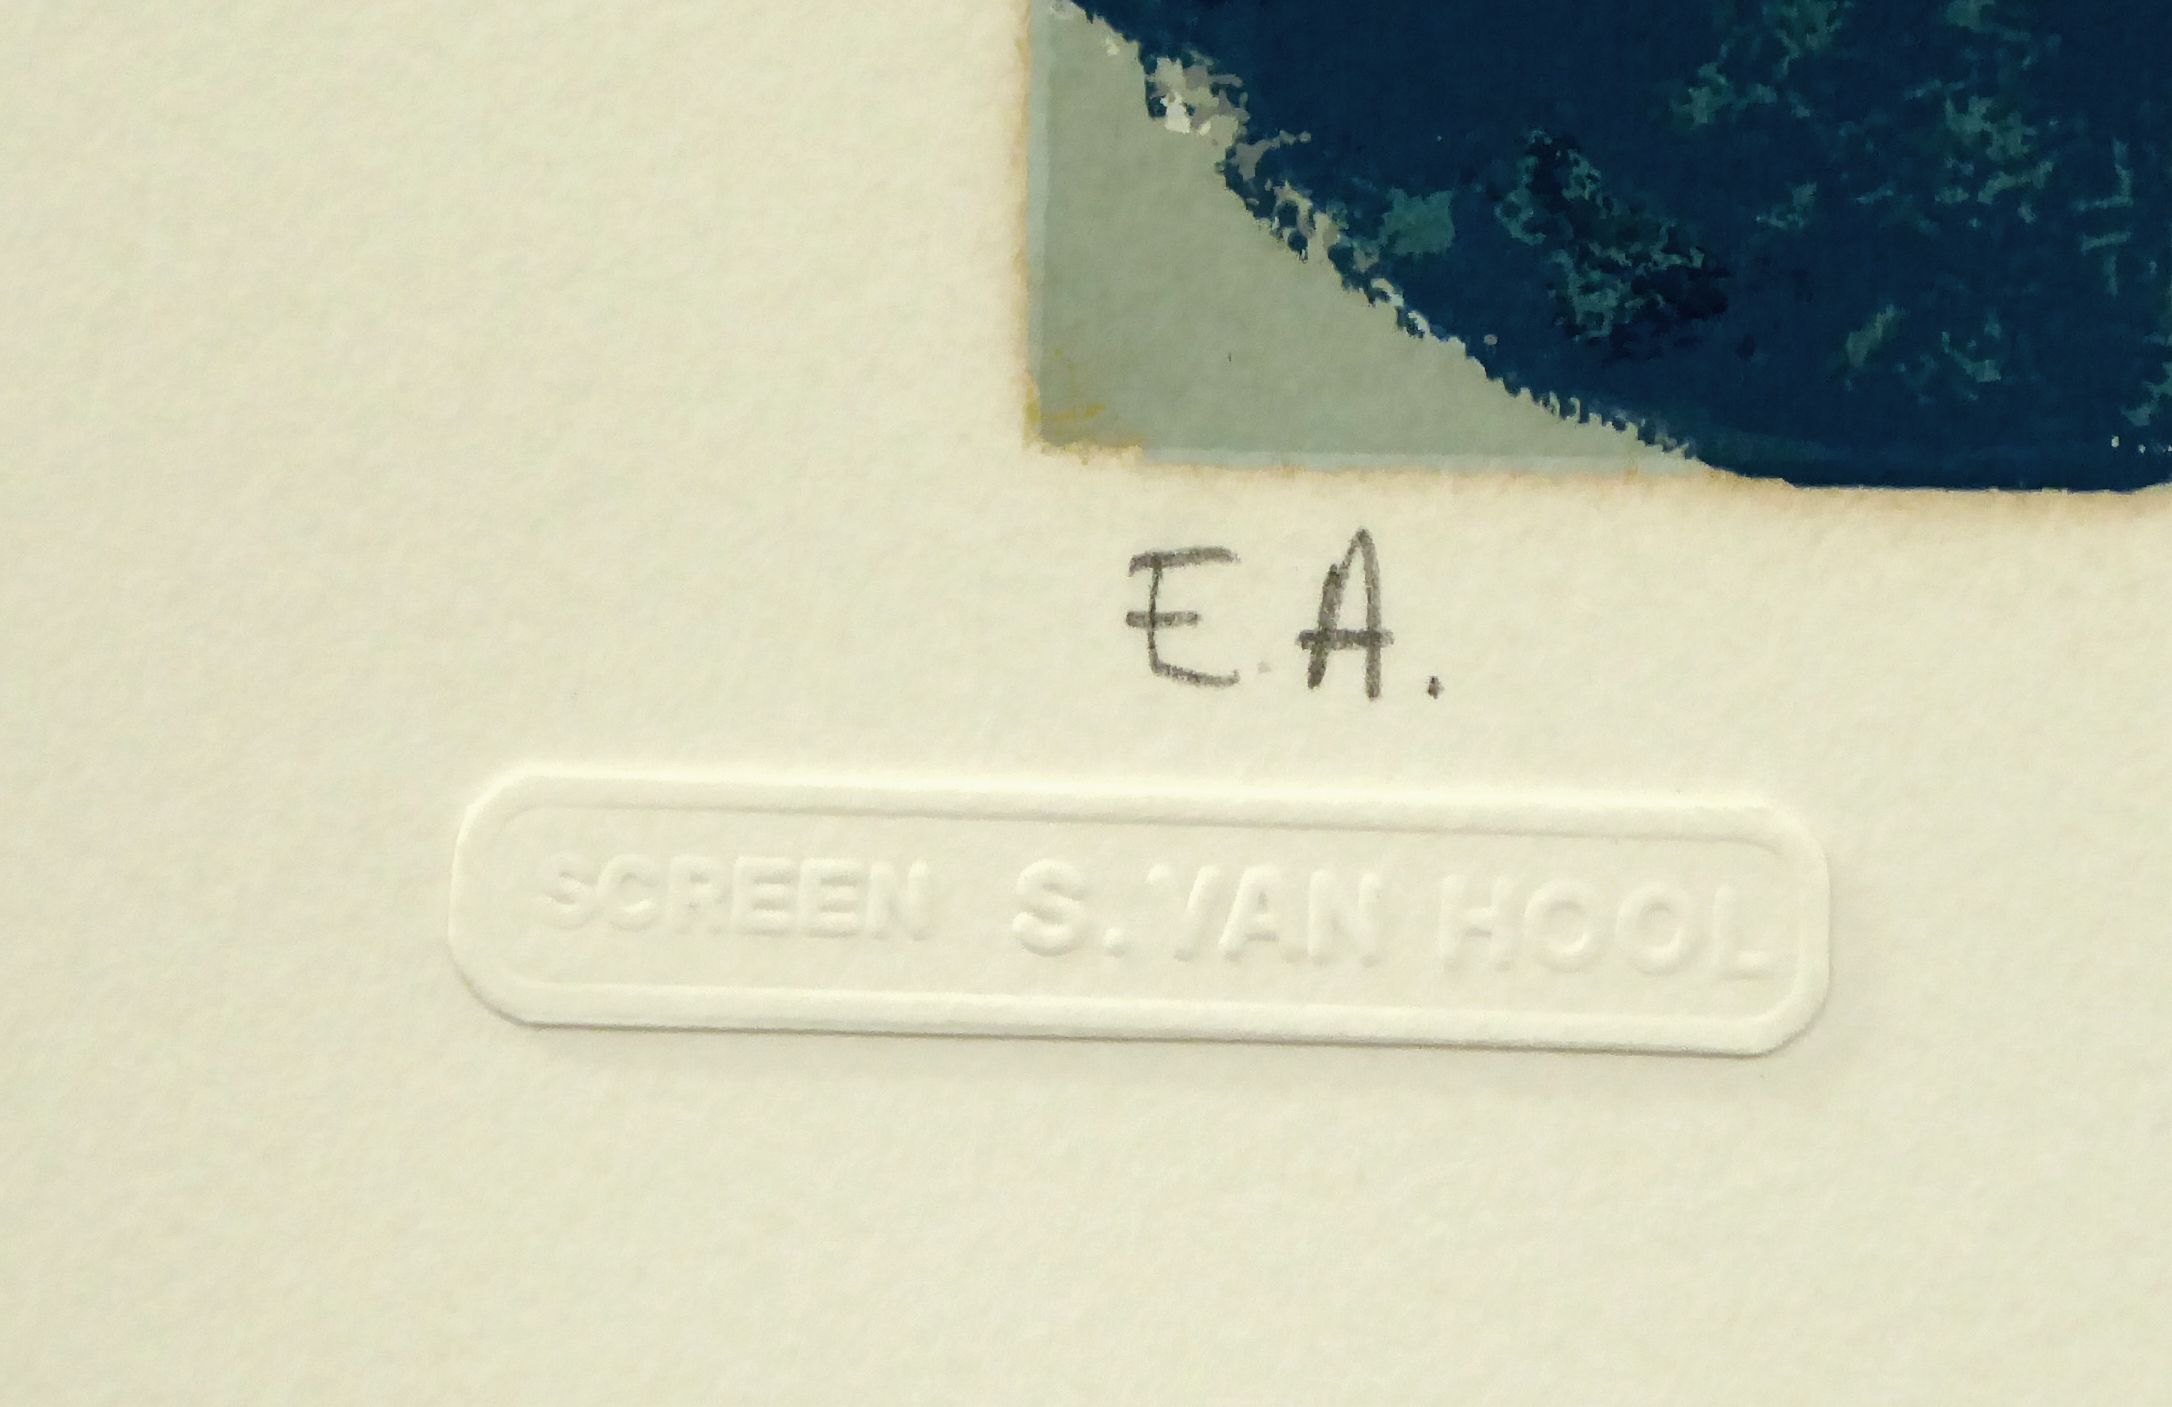 E.A.
SCREEN S. VAN HOOL